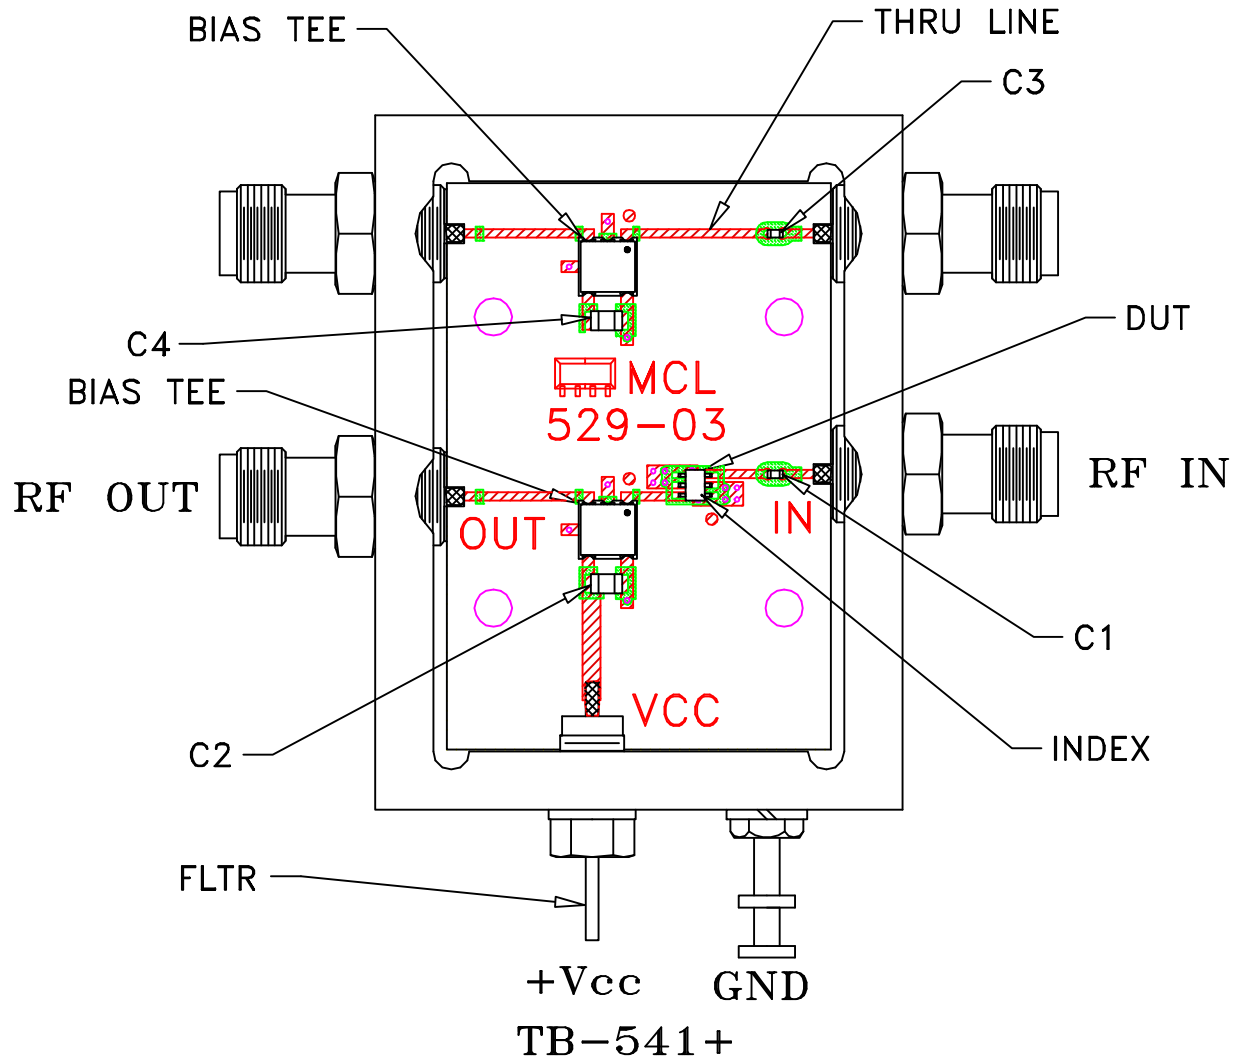 BIAS TEE
THRU LINE
C3
C4
DUT
BIAS TEE
MCL
529-03
RF OUT
RF IN
OUT
IN
C1
VCC
C2
INDEX
FLTR
+Vcc
GND
TB-541+